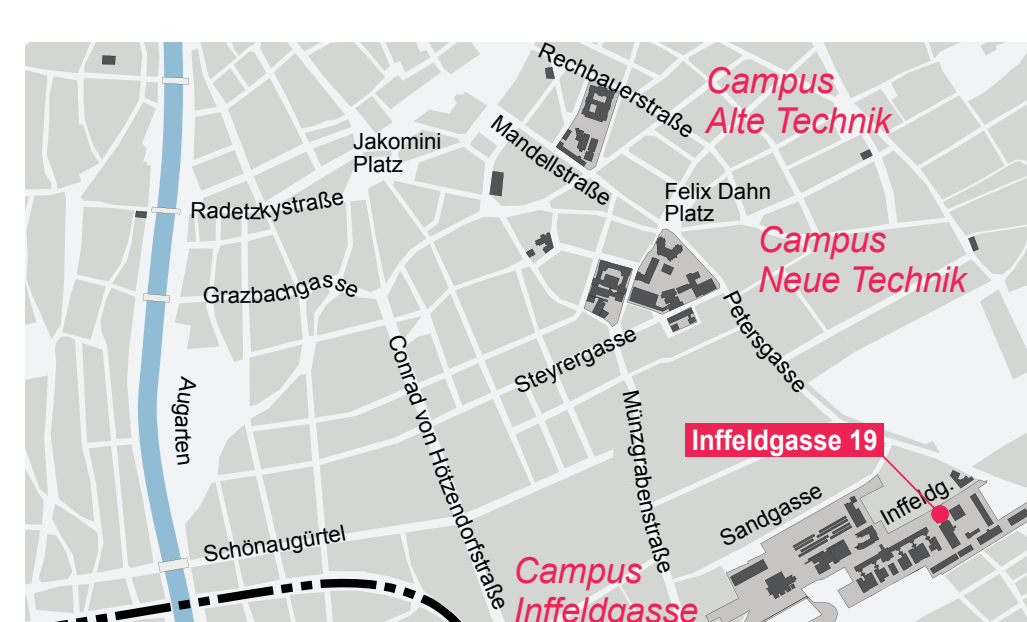 Rechbauerstraße
Campus
Alte Technik
Jakomini
Platz
Mandellstraße
Felix Dahn
Platz
Radetzkystraße
Campus
Neue Technik
Grazbachgasse
Petersgasse
Conrad von Hötzendorfstraße
Steyrergasse
Augarten
Münzgrabenstraße
Inffeldgasse 19
Sandgasse
Inffeldg.
Schönaugürtel
Campus
Inffeldgasse